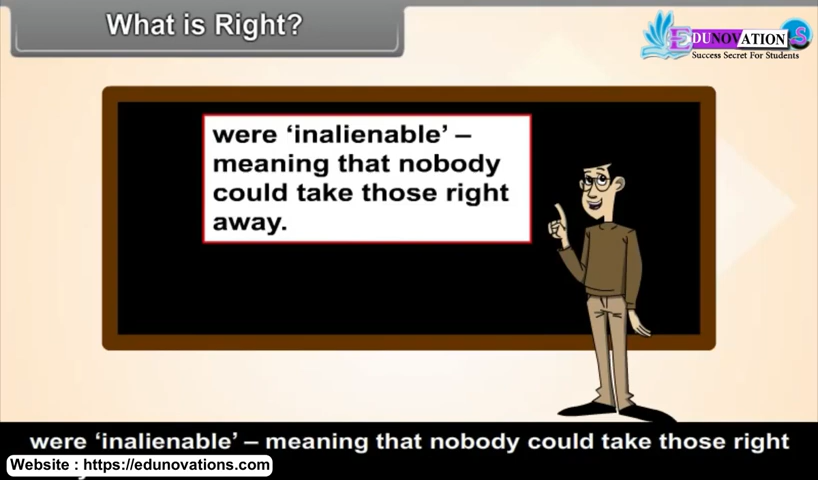 What is Right?
EDUNOVATIONS
Success Secret For Students
were ‘inalienable’ –
meaning that nobody
could take those right
away.
were ‘inalienable’ – meaning that nobody could take those right
Website : https://edunovations.com